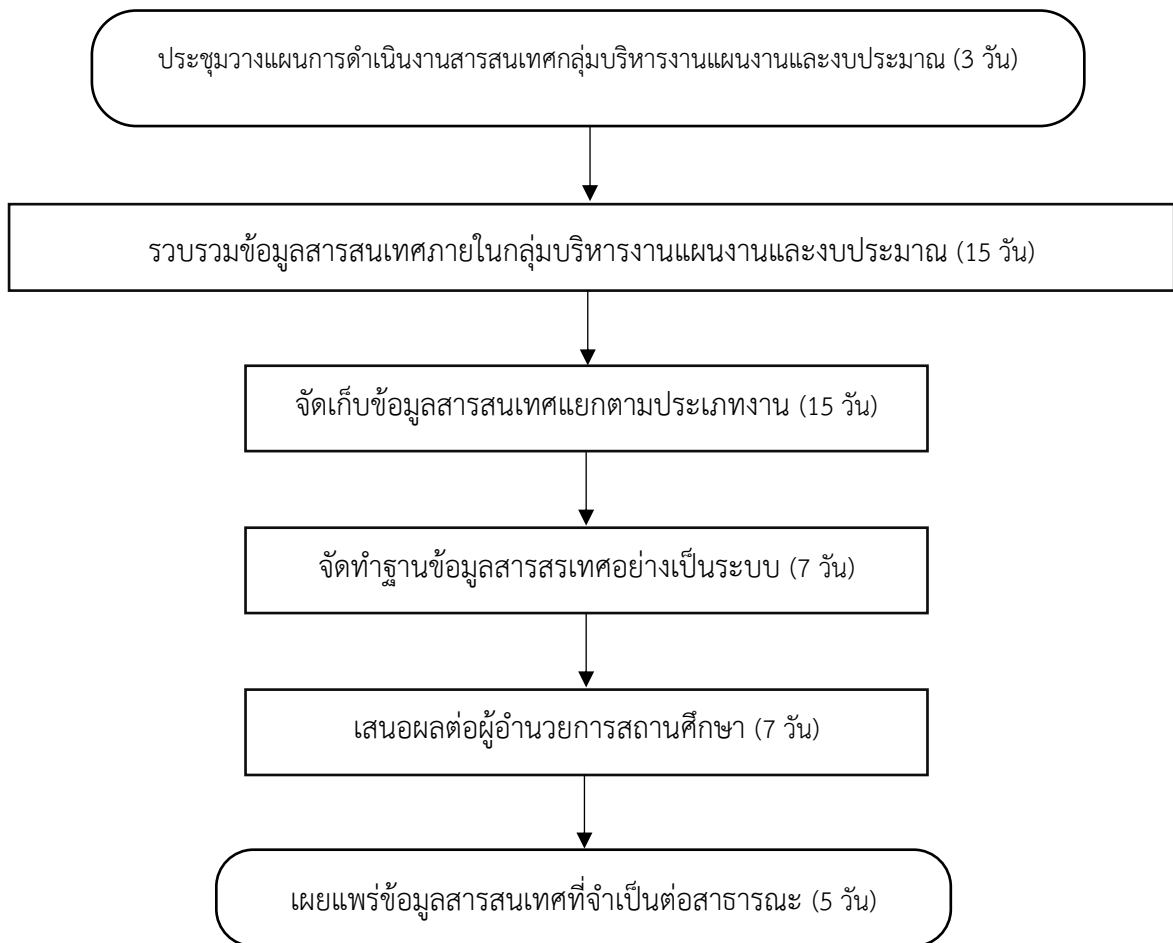 ประชุมวางแผนการดำเนินงานสารสนเทศกลุ่มบริหารงานแผนงานและงบประมาณ (3 วัน)
รวบรวมข้อมูลสารสนเทศภายในกลุ่มบริหารงานแผนงานและงบประมาณ (15 วัน)
จัดเก็บข้อมูลสารสนเทศแยกตามประเภทงาน (15 วัน)
จัดทำฐานข้อมูลสารสรเทศอย่างเป็นระบบ (7 วัน)
เสนอผลต่อผู้อำนวยการสถานศึกษา (7 วัน)
เผยแพร่ข้อมูลสารสนเทศที่จำเป็นต่อสาธารณะ (5 วัน)